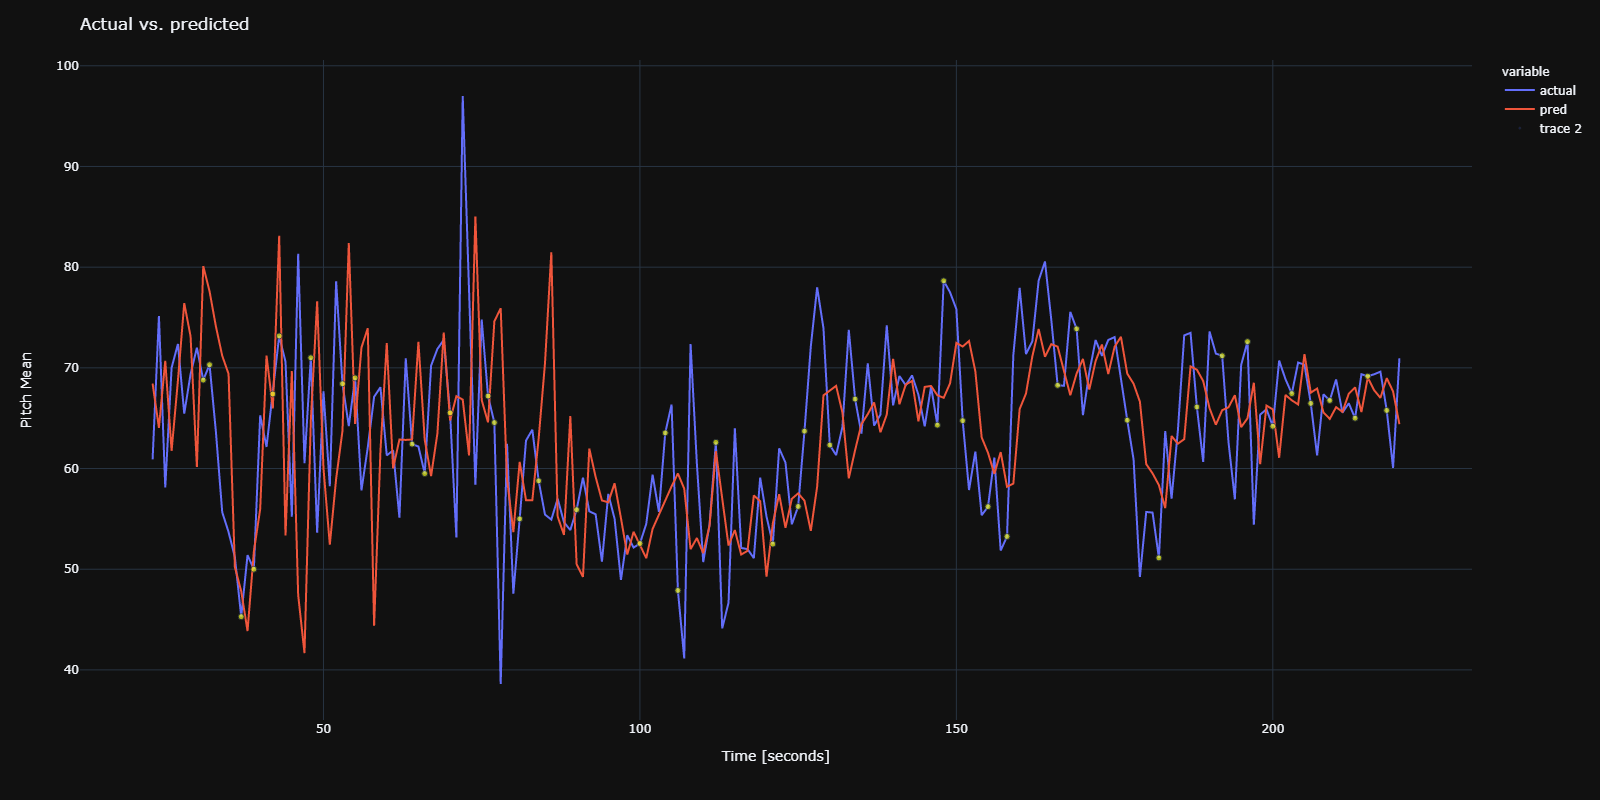 Actual vs. predicted
variable
actual
pred
trace 2
100
90
80
70
60
50
40
Pitch Mean
50
100
150
200
Time [seconds]